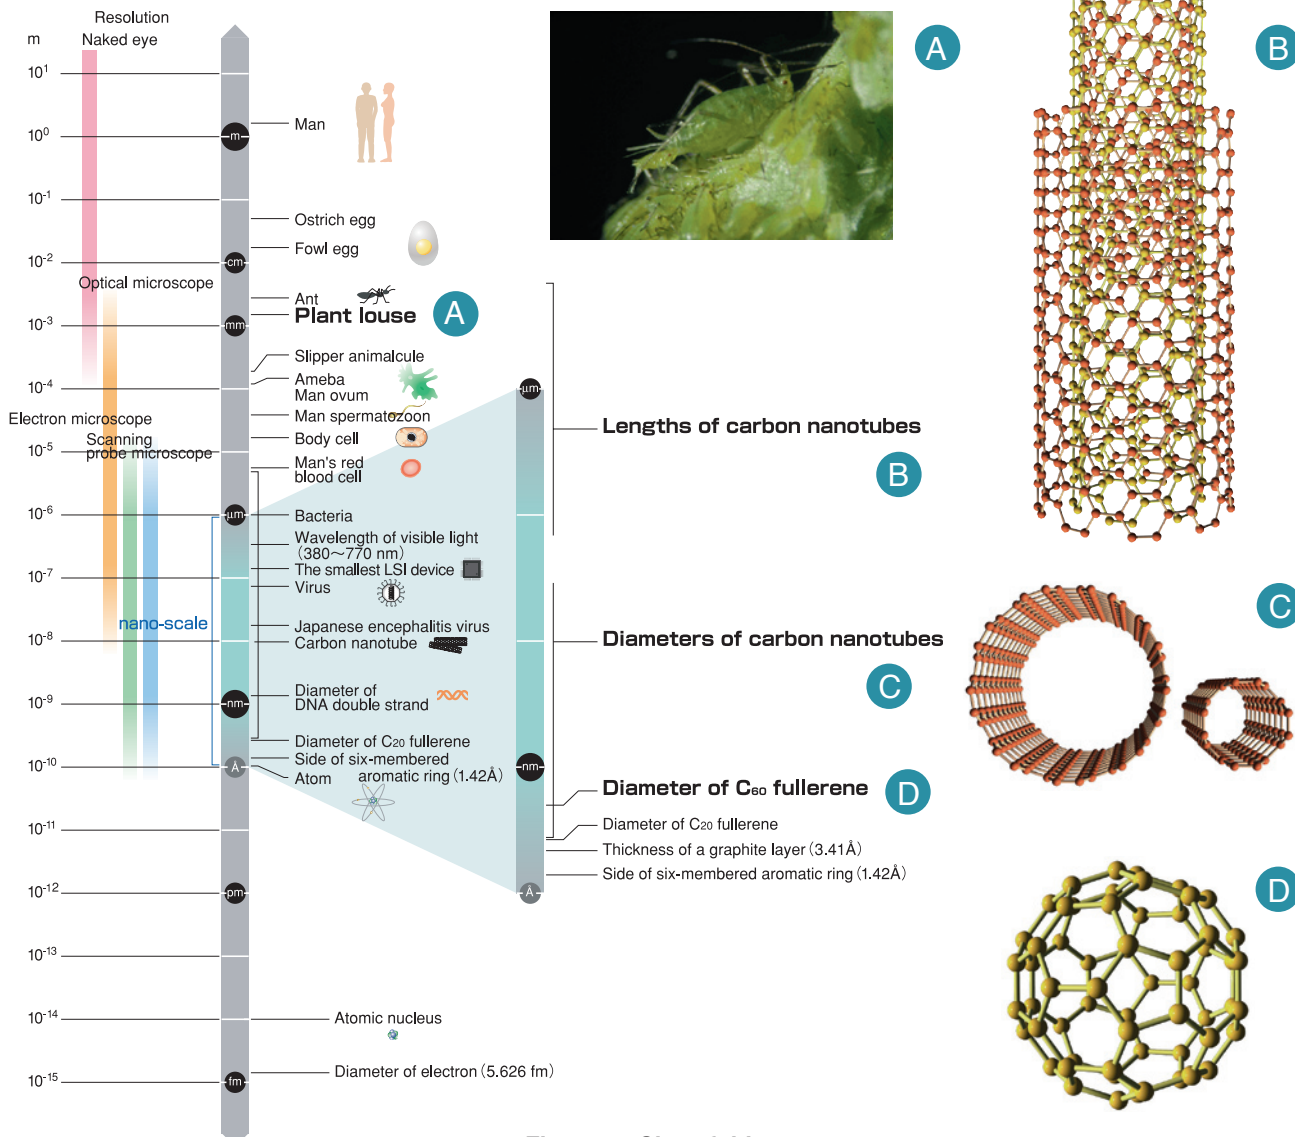 Resolution
m
Naked eye
10¹
10⁰
10⁻¹
10⁻²
10⁻³
10⁻⁴
10⁻⁵
10⁻⁶
10⁻⁷
10⁻⁸
10⁻⁹
10⁻¹⁰
10⁻¹¹
10⁻¹²
10⁻¹³
10⁻¹⁴
10⁻¹⁵
Optical microscope
Electron microscope
Scanning
probe microscope
nano-scale
m
cm
mm
μm
nm
Å
pm
fm
Man
Ostrich egg
Fowl egg
Ant
Plant louse
A
Slipper animalcule
Ameba
Man ovum
Man spermatozoon
Body cell
Man's red
blood cell
Bacteria
Wavelength of visible light
(380～770 nm)
The smallest LSI device
Virus
Japanese encephalitis virus
Carbon nanotube
Diameter of
DNA double strand
Diameter of C₂₀ fullerene
Side of six-membered
aromatic ring (1.42Å)
Atom
Atomic nucleus
Diameter of electron (5.626 fm)
μm
nm
Å
Lengths of carbon nanotubes
B
Diameters of carbon nanotubes
C
Diameter of C₆₀ fullerene
D
Diameter of C₂₀ fullerene
Thickness of a graphite layer (3.41Å)
Side of six-membered aromatic ring (1.42Å)
A
B
C
D